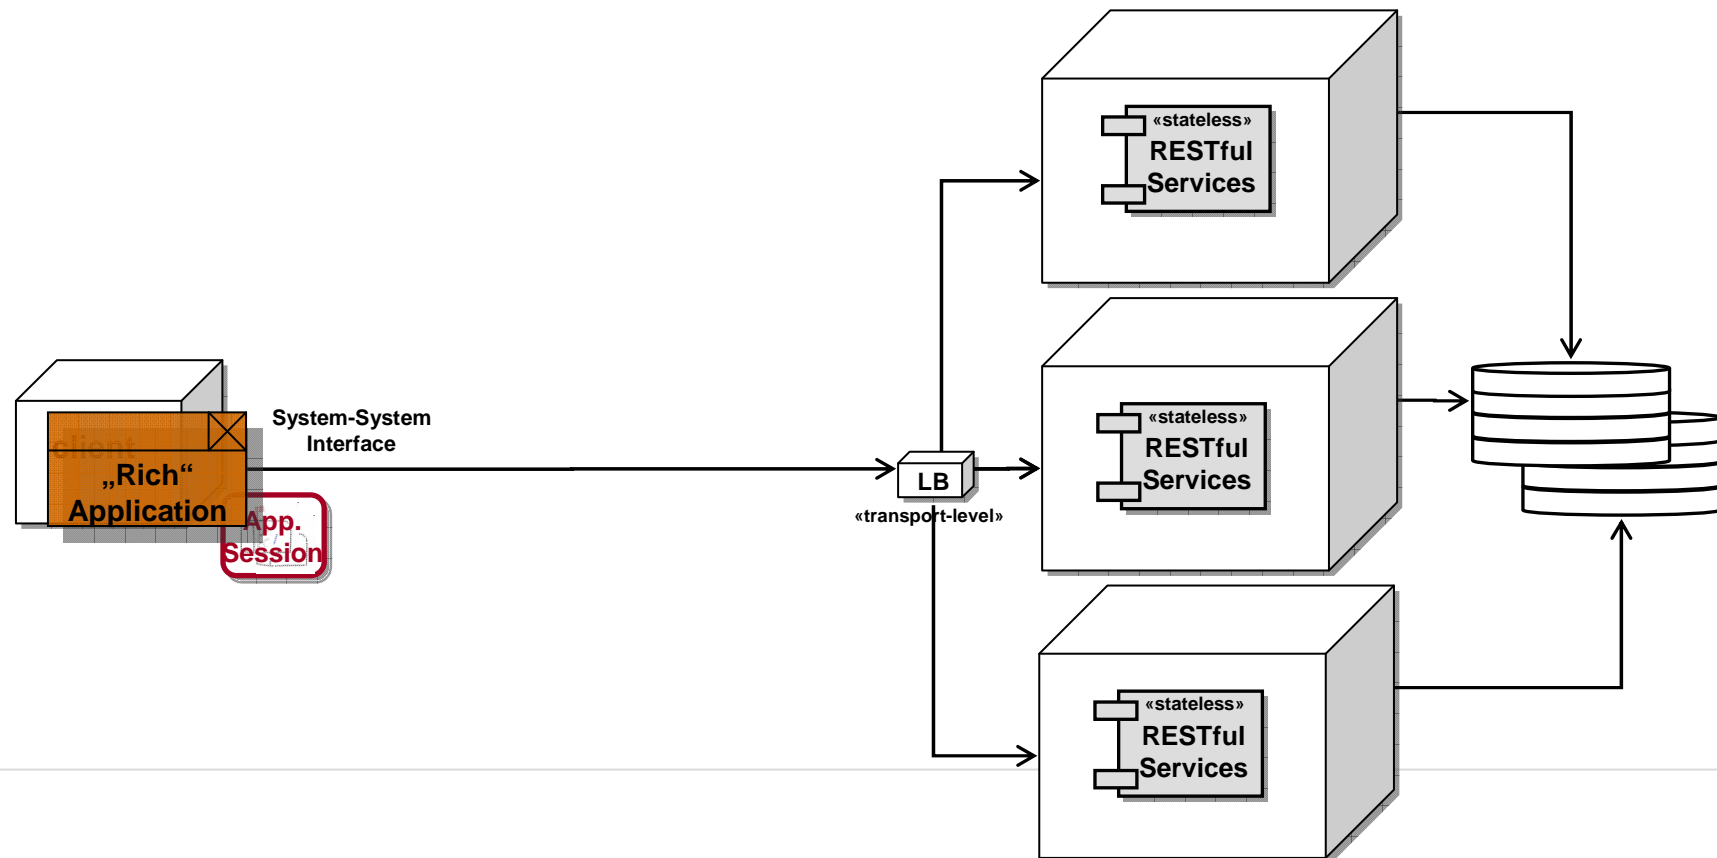 client
„Rich“
Application
App.
Session
System-System
Interface
LB
«transport-level»
«stateless»
RESTful
Services
«stateless»
RESTful
Services
«stateless»
RESTful
Services